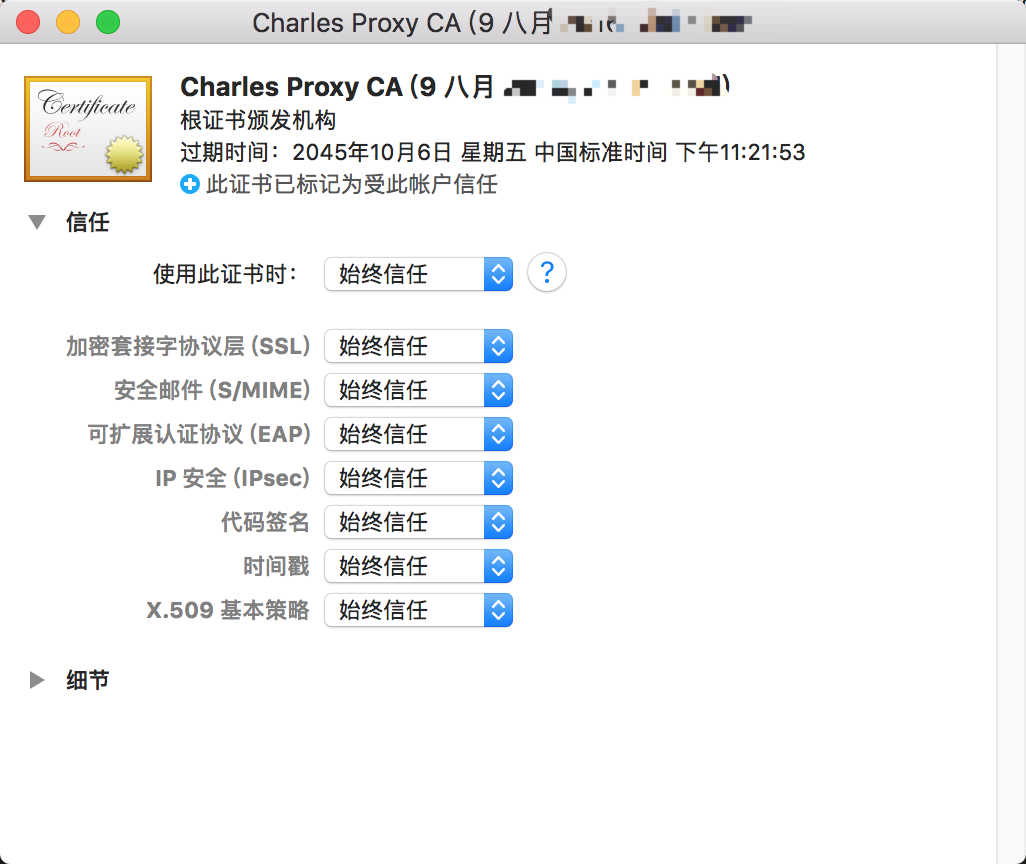 Charles Proxy CA (9 八月
Certificate
Root
Charles Proxy CA (9 八月
根证书颁发机构
过期时间：2045年10月6日 星期五 中国标准时间 下午11:21:53
此证书已标记为受此帐户信任
信任
使用此证书时： 始终信任 ?
加密套接字协议层 (SSL) 始终信任
安全邮件 (S/MIME) 始终信任
可扩展认证协议 (EAP) 始终信任
IP 安全 (IPsec) 始终信任
代码签名 始终信任
时间戳 始终信任
X.509 基本策略 始终信任
细节